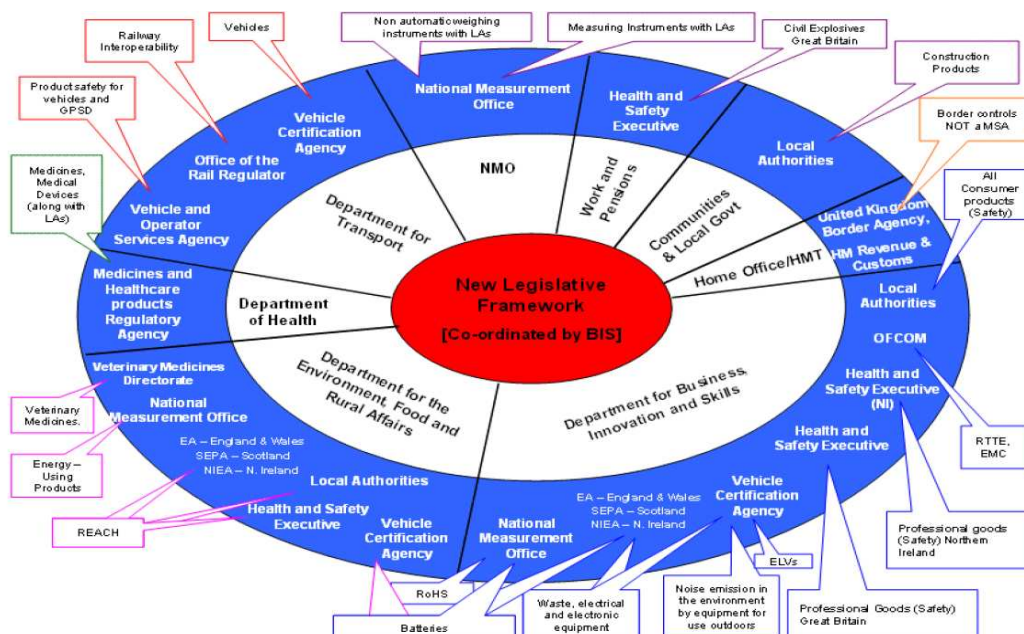 Railway
Interoperability
Vehicles
Non automatic weighing
instruments with LAs
Measuring Instruments with LAs
Civil Explosives
Great Britain
Construction
Products
Product safety for
vehicles and
GPSD
Border controls
NOT a MSA
Medicines,
Medical
Devices
(along with
LAs)
All
Consumer
products
(Safety)
National Measurement
Office
Health and
Safety
Executive
Vehicle
Certification
Agency
Office of the
Rail Regulator
Local
Authorities
Vehicle and
Operator
Services Agency
United Kingdom
Border Agency,
HM Revenue &
Customs
Medicines and
Healthcare
products
Regulatory
Agency
Local
Authorities
OFCOM
Health and
Safety Executive
(NI)
Health and
Safety Executive
NMO
Work and
Pensions
Department for
Transport
Communities
& Local Govt
Home Office/HMT
Department
of Health
New Legislative
Framework
[Co-ordinated by BIS]
Department for the
Environment, Food and
Rural Affairs
Department for Business,
Innovation and Skills
Veterinary Medicines
Directorate
National
Measurement Office
EA – England & Wales
SEPA – Scotland
NIEA – N. Ireland
Local Authorities
Health and Safety
Executive
Vehicle
Certification
Agency
National
Measurement
Office
EA – England & Wales
SEPA – Scotland
NIEA – N. Ireland
Vehicle
Certification
Agency
Veterinary
Medicines.
Energy –
Using
Products
REACH
RoHS
Batteries
Waste, electrical
and electronic
equipment
Noise emission in
the environment
by equipment for
use outdoors
ELVs
Professional Goods (Safety)
Great Britain
Professional goods
(Safety) Northern
Ireland
RTTE,
EMC